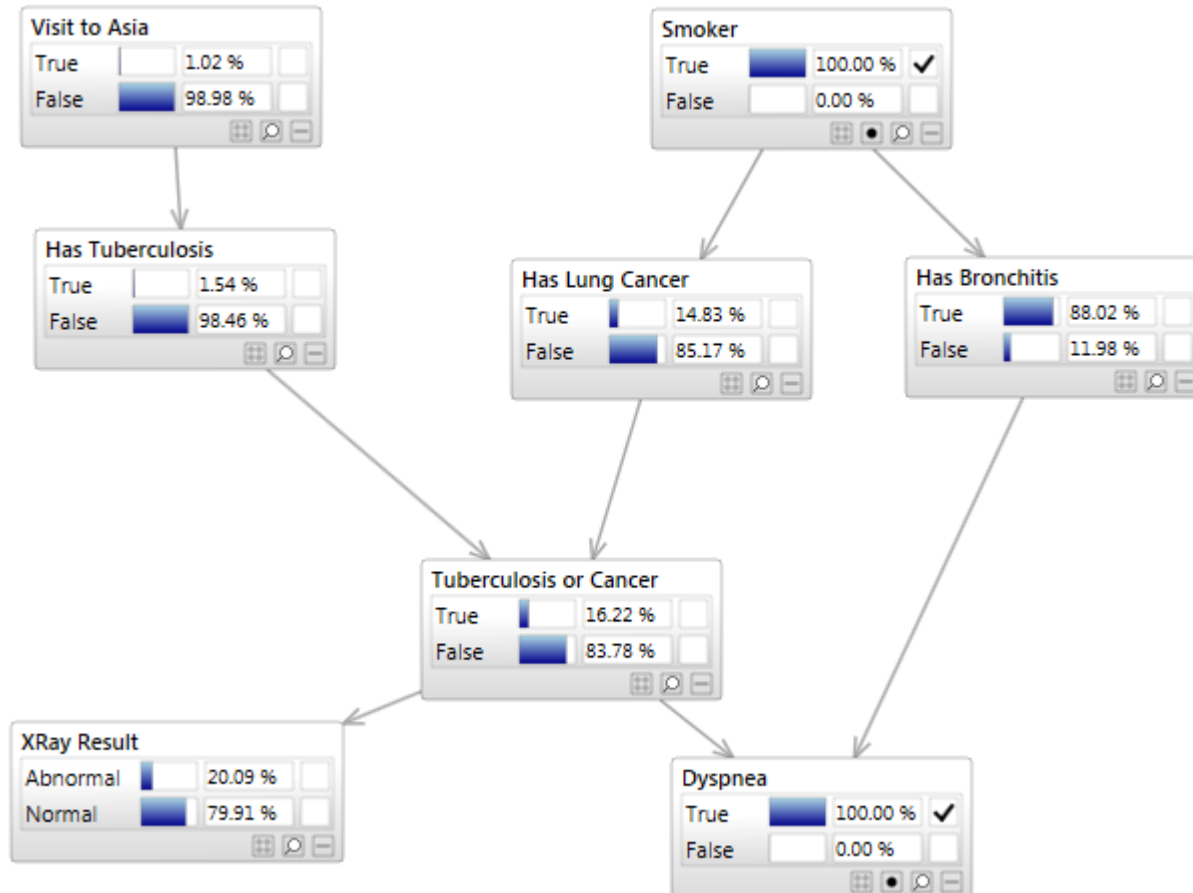 Visit to Asia
True 1.02 %
False 98.98 %
Smoker
True 100.00 %
False 0.00 %
Has Tuberculosis
True 1.54 %
False 98.46 %
Has Lung Cancer
True 14.83 %
False 85.17 %
Has Bronchitis
True 88.02 %
False 11.98 %
Tuberculosis or Cancer
True 16.22 %
False 83.78 %
XRay Result
Abnormal 20.09 %
Normal 79.91 %
Dyspnea
True 100.00 %
False 0.00 %